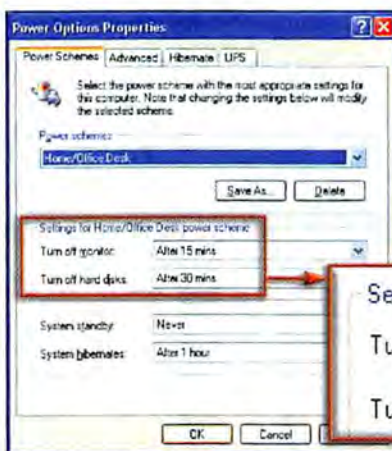 Power Options Properties
Power Schemes Advanced Hibernate UPS
Select the power scheme with the most appropriate settings for
this computer. Note that changing the settings below will modify
the selected scheme.
Power schemes
Home/Office Desk
Save As... Delete
Settings for Home/Office Desk power scheme
Turn off monitor: After 15 mins
Turn off hard disks: After 30 mins
System standby: Never
System hibernates: After 1 hour
OK Cancel
Se
Tu
Tu